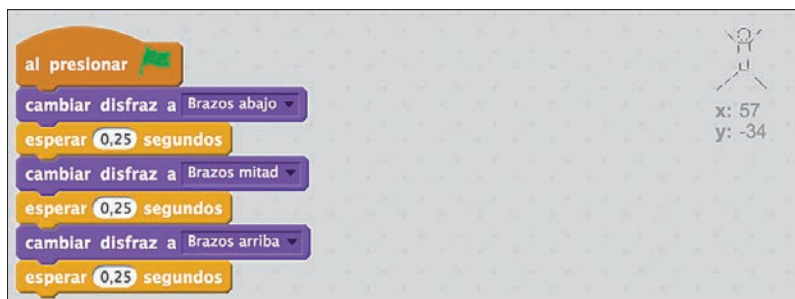 al presionar
cambiar disfraz a Brazos abajo
esperar 0,25 segundos
cambiar disfraz a Brazos mitad
esperar 0,25 segundos
cambiar disfraz a Brazos arriba
esperar 0,25 segundos
x: 57
y: -34